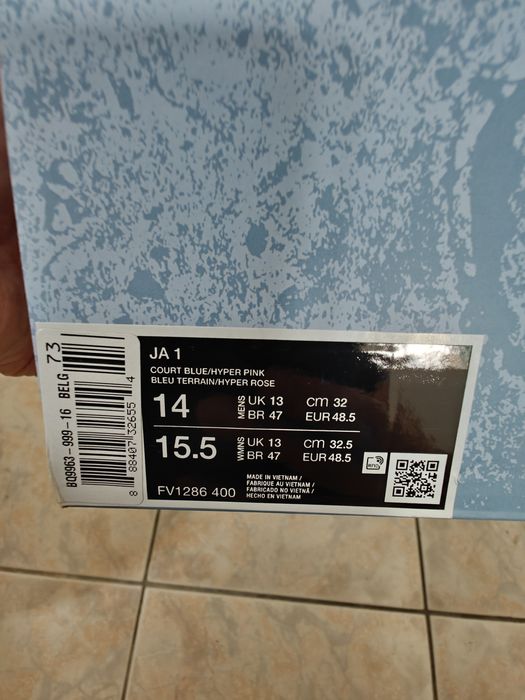 JA 1
COURT BLUE/HYPER PINK
BLEU TERRAIN/HYPER ROSE
14 MENS UK 13 cm 32
BR 47 EUR 48.5
15.5 WMNS UK 13 cm 32.5
BR 47 EUR 48.5
FV1286 400
MADE IN VIETNAM /
FABRIQUE AU VIETNAM /
FABRICADO NO VIETNÃ /
HECHO EN VIETNAM
RFID
73
BQ9963-999-16 BELG
8 88407 32655 4